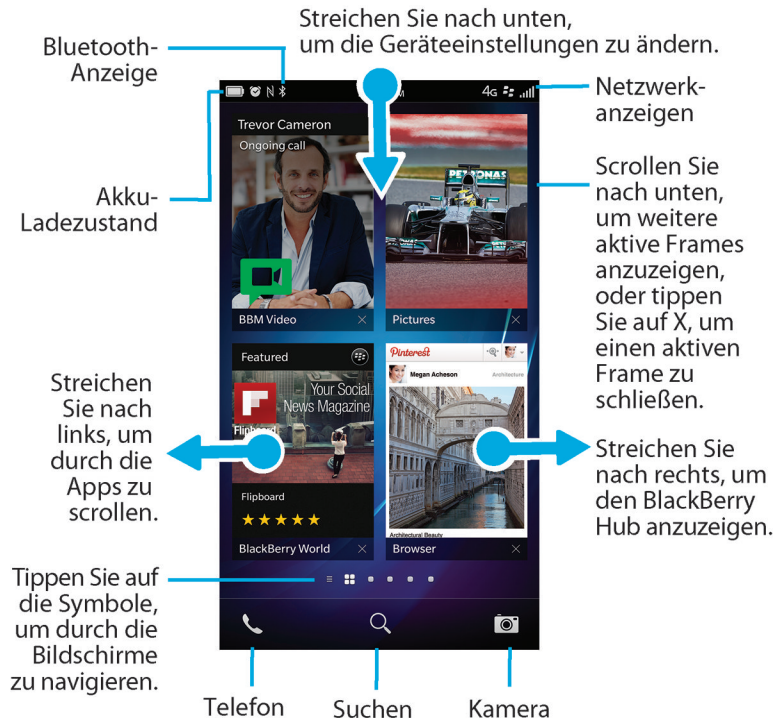 Streichen Sie nach unten,
um die Geräteeinstellungen zu ändern.
Bluetooth-
Anzeige
4G
Netzwerk-
anzeigen
Akku-
Ladezustand
Trevor Cameron
Ongoing call
BBM Video
PETRONAS
Pictures
Scrollen Sie
nach unten,
um weitere
aktive Frames
anzuzeigen,
oder tippen
Sie auf X, um
einen aktiven
Frame zu
schließen.
Streichen
Sie nach
links, um
durch die
Apps zu
scrollen.
Featured
Your Social
News Magazine
Flipboard
Flipboard
BlackBerry World
Pinterest
Megan Acheson
Architecture
Architectural Beauty
Browser
Streichen Sie
nach rechts, um
den BlackBerry
Hub anzuzeigen.
Tippen Sie auf
die Symbole,
um durch die
Bildschirme
zu navigieren.
Telefon
Suchen
Kamera